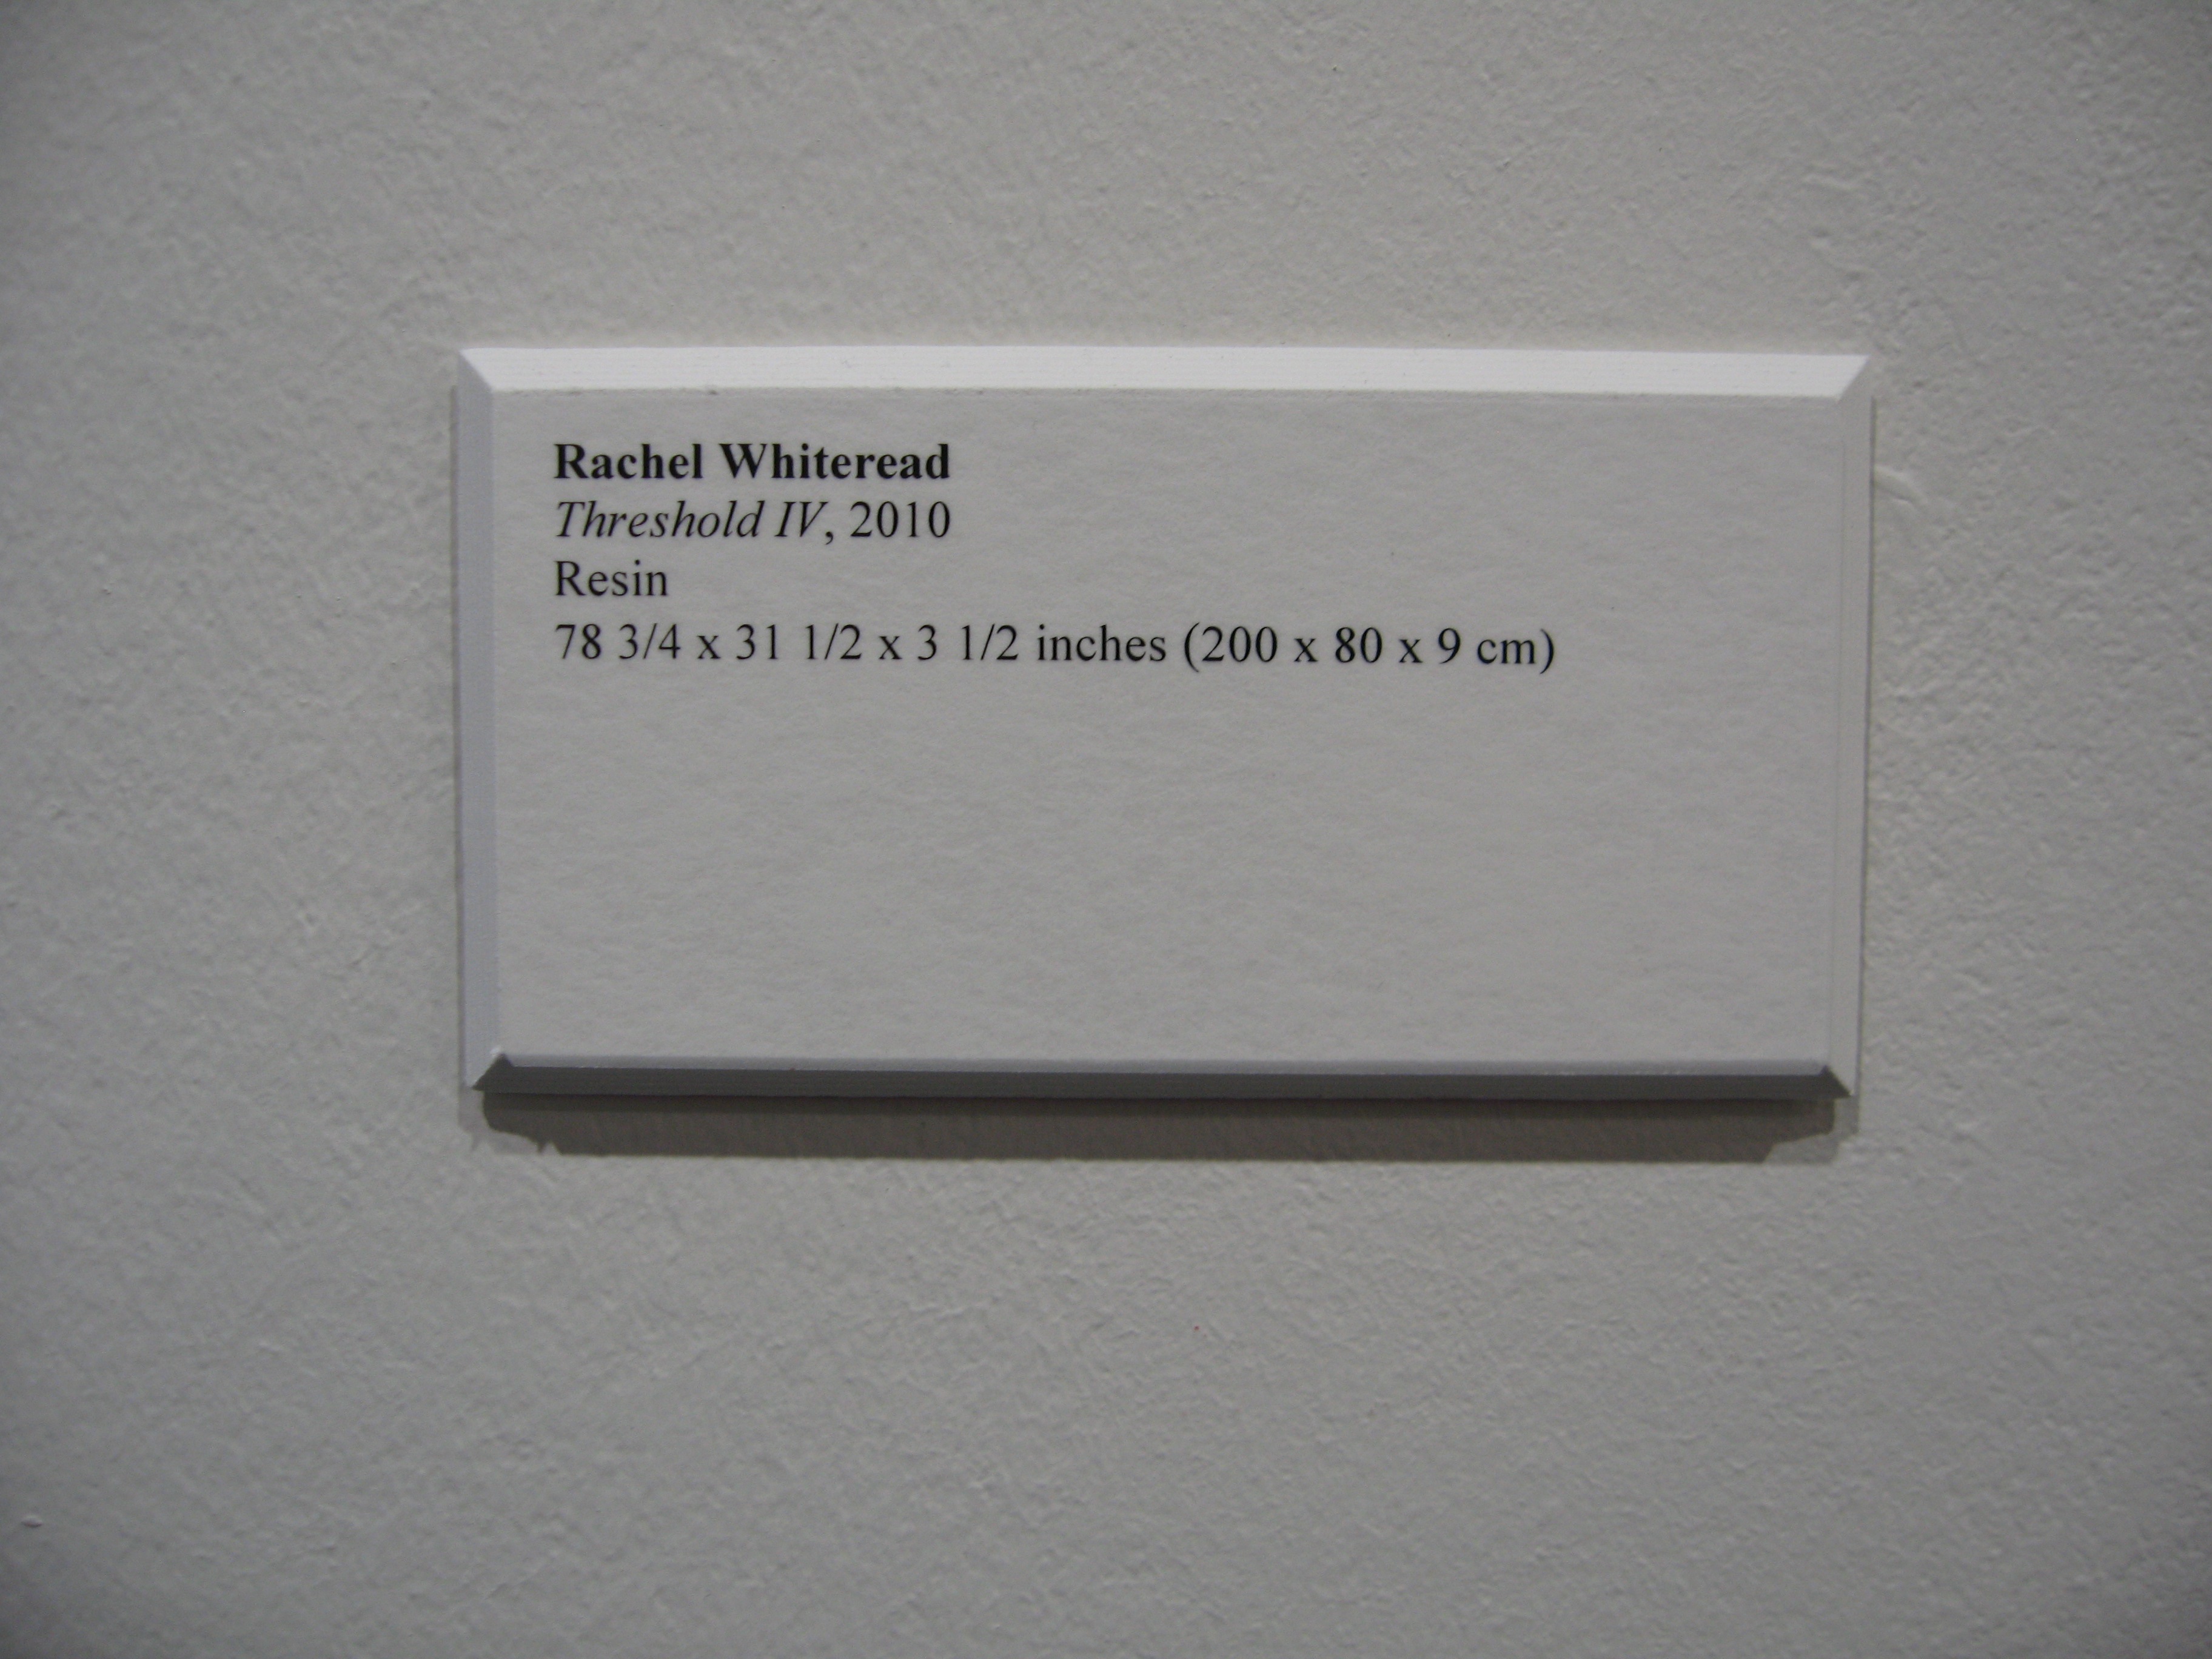 Rachel Whiteread
Threshold IV, 2010
Resin
78 3/4 x 31 1/2 x 3 1/2 inches (200 x 80 x 9 cm)